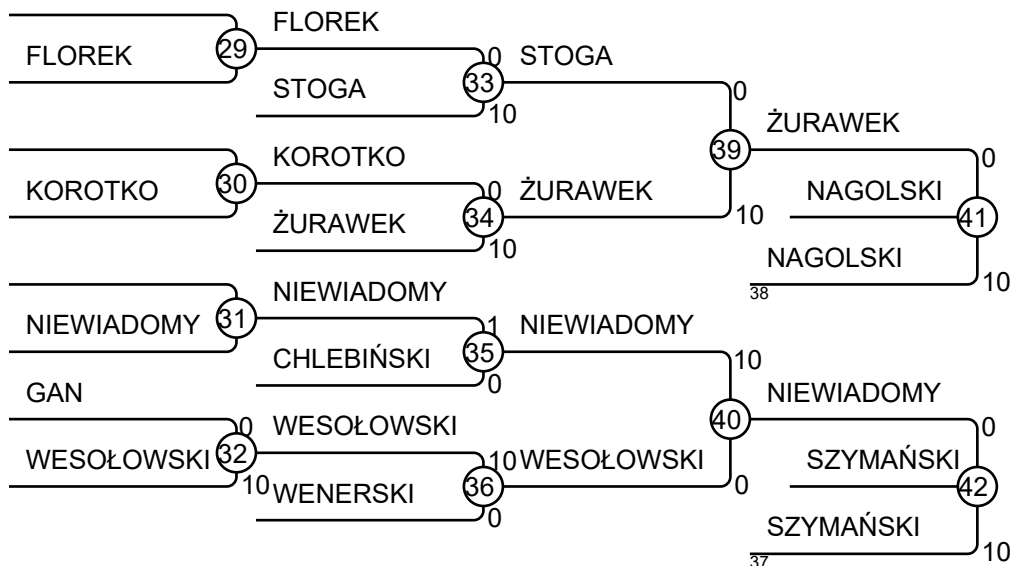 FLOREK
29
FLOREK
0
STOGA
33
STOGA
10
KOROTKO
30
KOROTKO
0
ŻURAWEK
34
ŻURAWEK
10
0
39
10
ŻURAWEK
0
NAGOLSKI
41
NAGOLSKI
38
10
NIEWIADOMY
31
NIEWIADOMY
1
CHLEBIŃSKI
35
NIEWIADOMY
0
GAN
0
WESOŁOWSKI
32
10
WESOŁOWSKI
10
WENERSKI
36
WESOŁOWSKI
0
10
40
0
NIEWIADOMY
0
SZYMAŃSKI
42
SZYMAŃSKI
37
10